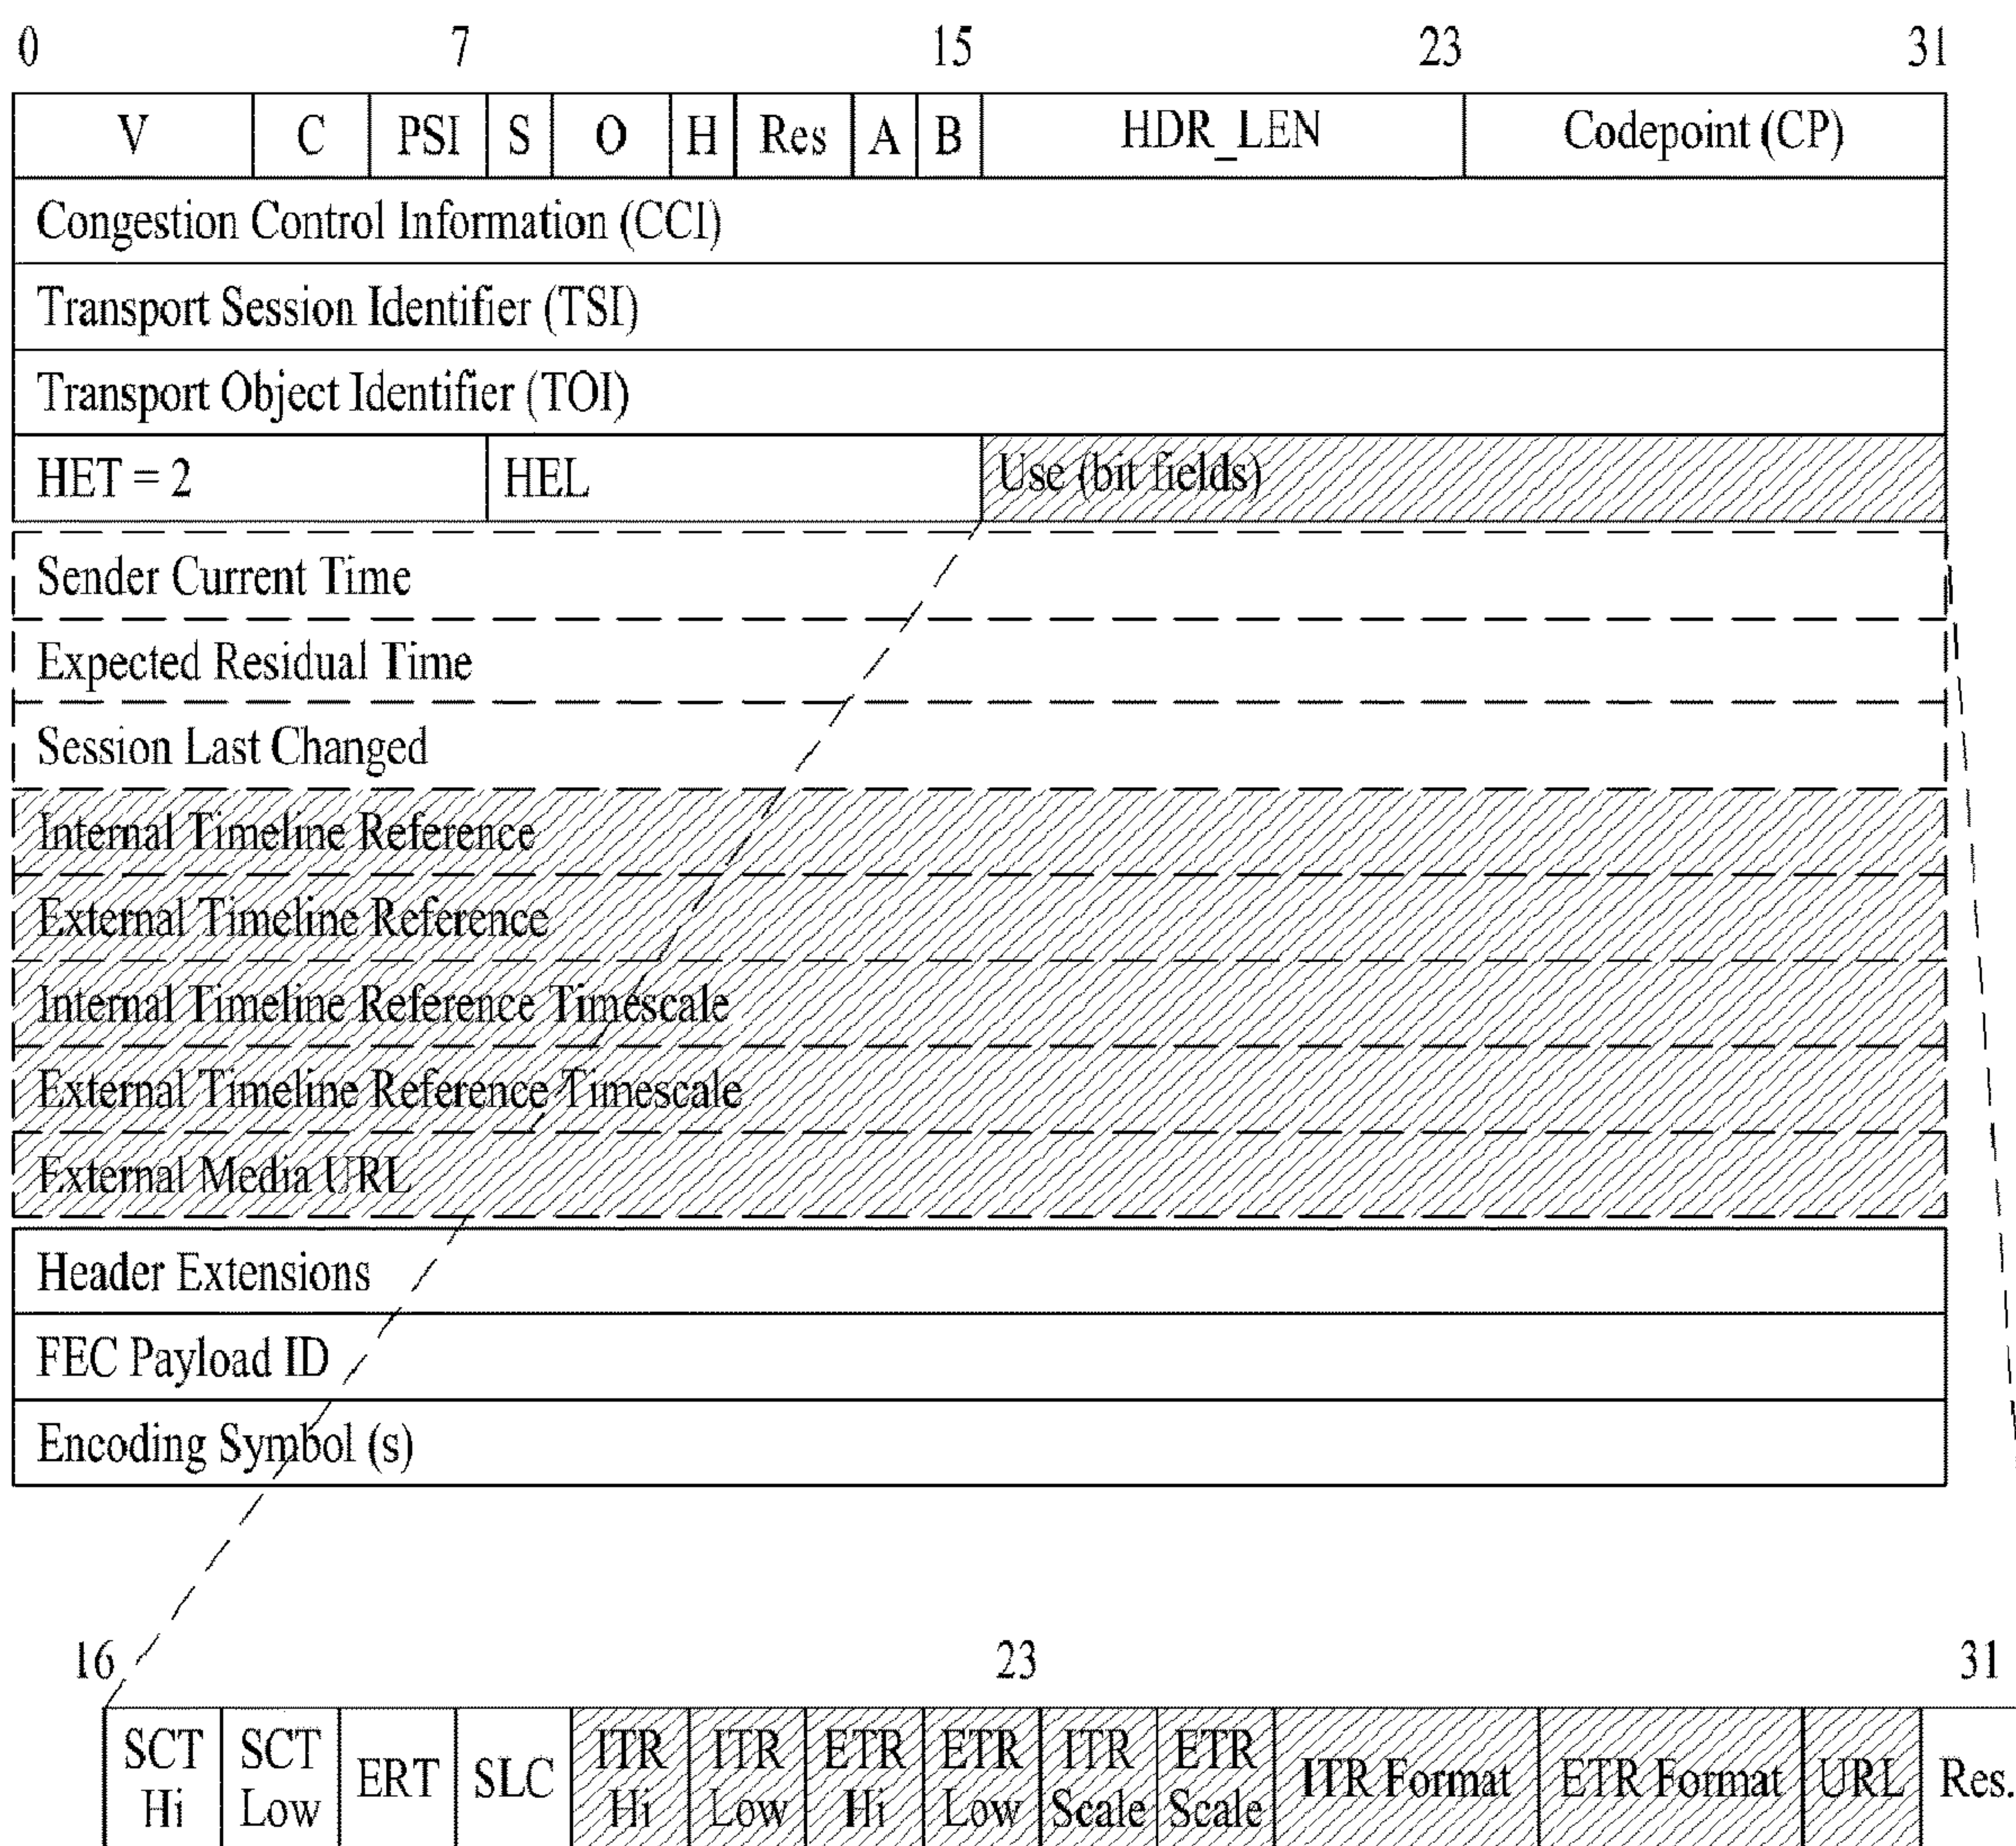 0 7 15 23 31
V C PSI S O H Res A B HDR_LEN Codepoint (CP)
Congestion Control Information (CCI)
Transport Session Identifier (TSI)
Transport Object Identifier (TOI)
HET = 2 HEL Use (bit fields)
Sender Current Time
Expected Residual Time
Session Last Changed
Internal Timeline Reference
External Timeline Reference
Internal Timeline Reference Timescale
External Timeline Reference Timescale
External Media URL
Header Extensions
FEC Payload ID
Encoding Symbol (s)
16 23 31
SCT Hi SCT Low ERT SLC ITR Hi ITR Low ETR Hi ETR Low ITR Scale ETR Scale ITR Format ETR Format URL Res.